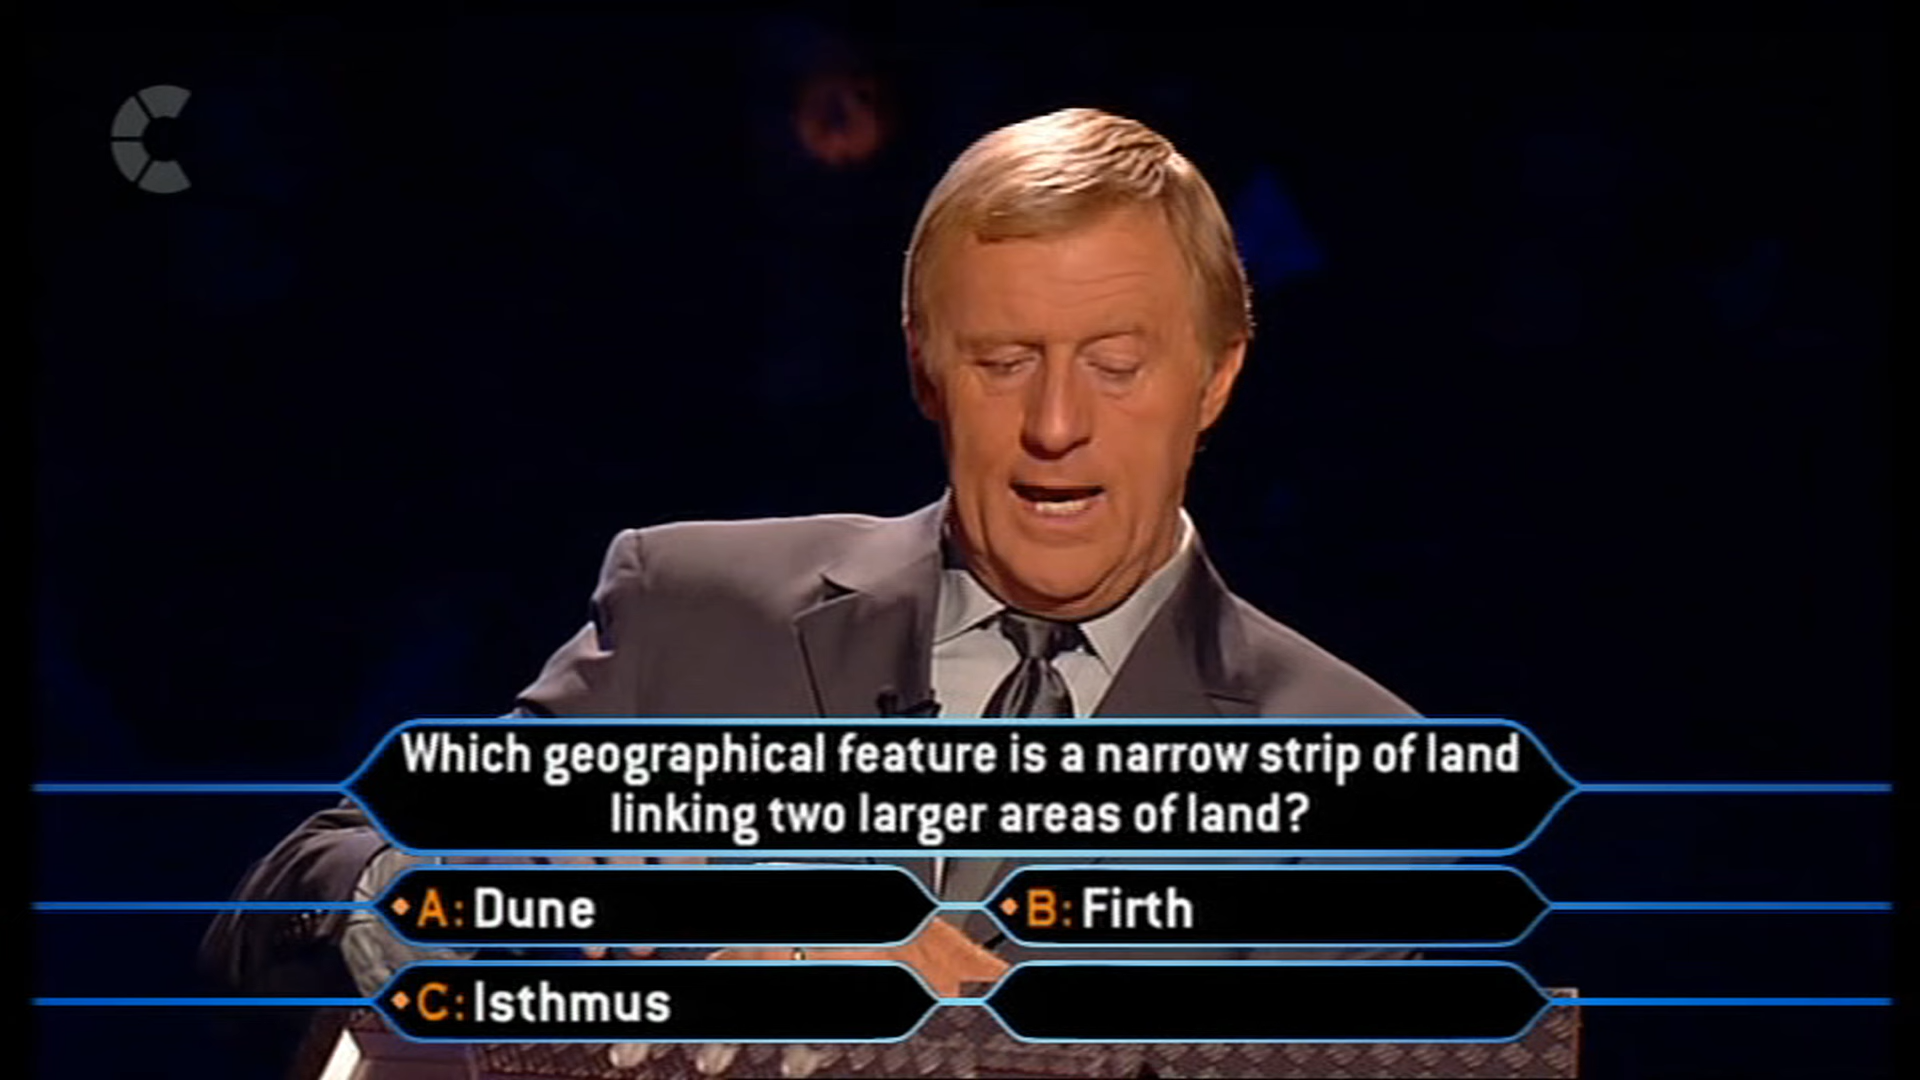 Which geographical feature is a narrow strip of land
linking two larger areas of land?
A: Dune
B: Firth
C: Isthmus